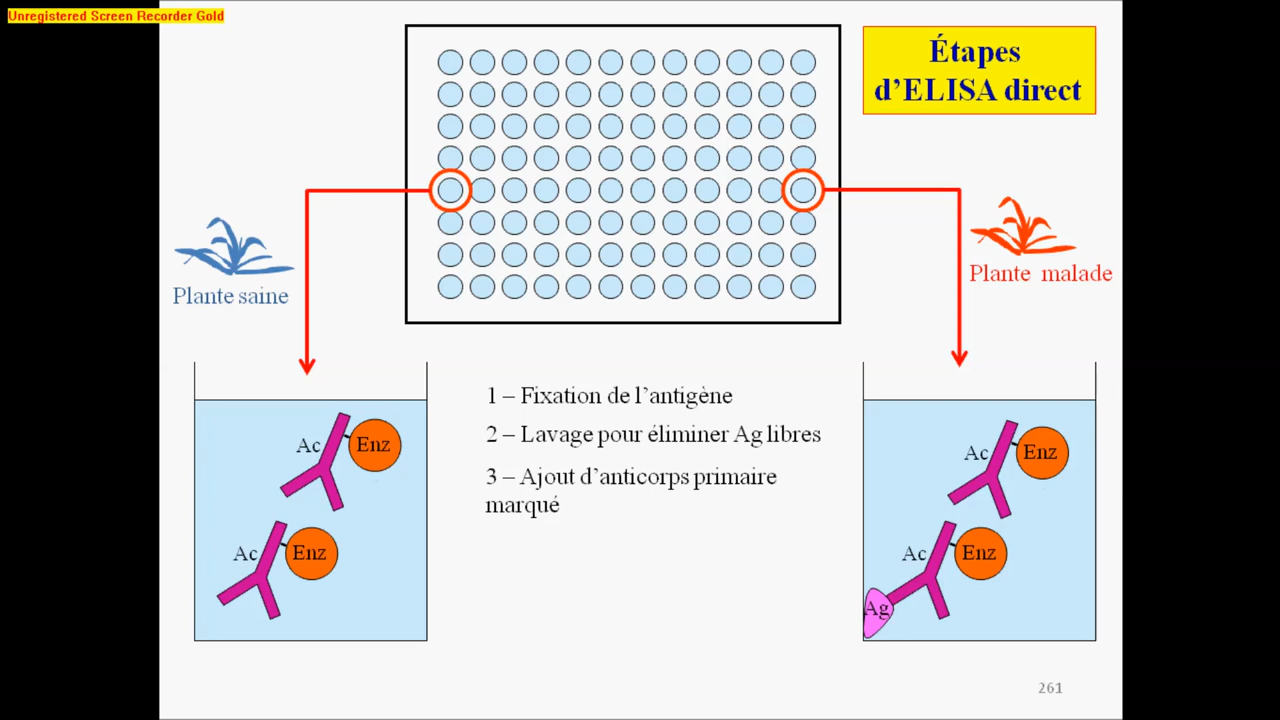 Unregistered Screen Recorder Gold
Étapes
d’ELISA direct
Plante saine
Plante malade
1 – Fixation de l’antigène
2 – Lavage pour éliminer Ag libres
3 – Ajout d’anticorps primaire
marqué
Ac
Enz
Ac
Enz
Ac
Enz
Ac
Enz
Ag
261